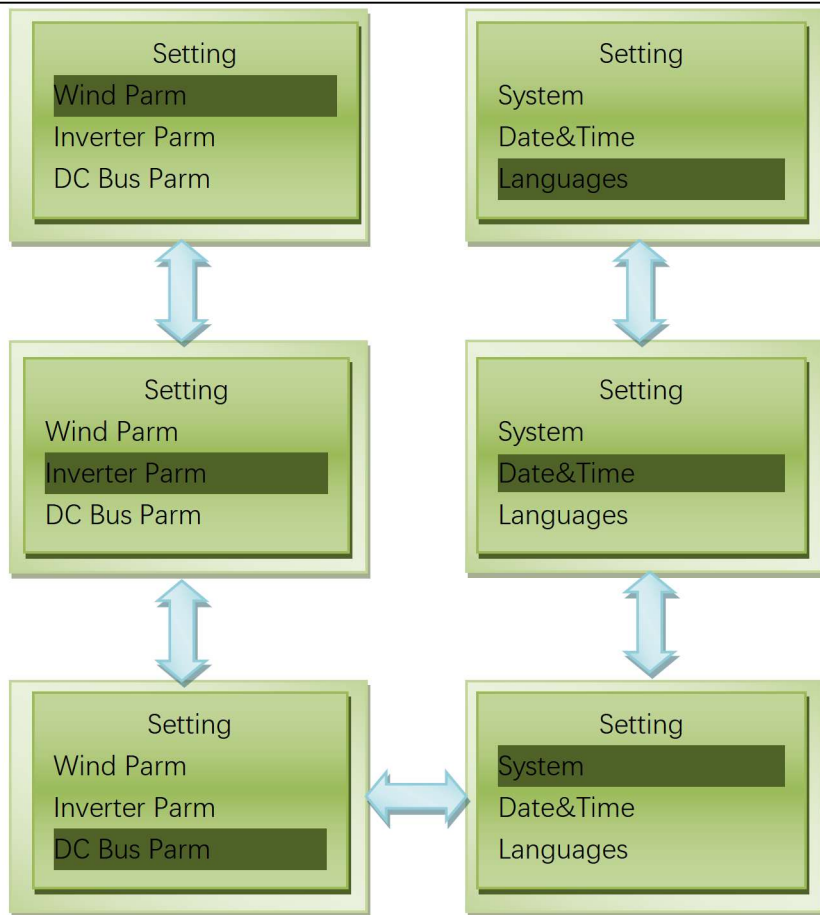 Setting
Wind Parm
Inverter Parm
DC Bus Parm
Setting
System
Date&Time
Languages
Setting
Wind Parm
Inverter Parm
DC Bus Parm
Setting
System
Date&Time
Languages
Setting
Wind Parm
Inverter Parm
DC Bus Parm
Setting
System
Date&Time
Languages